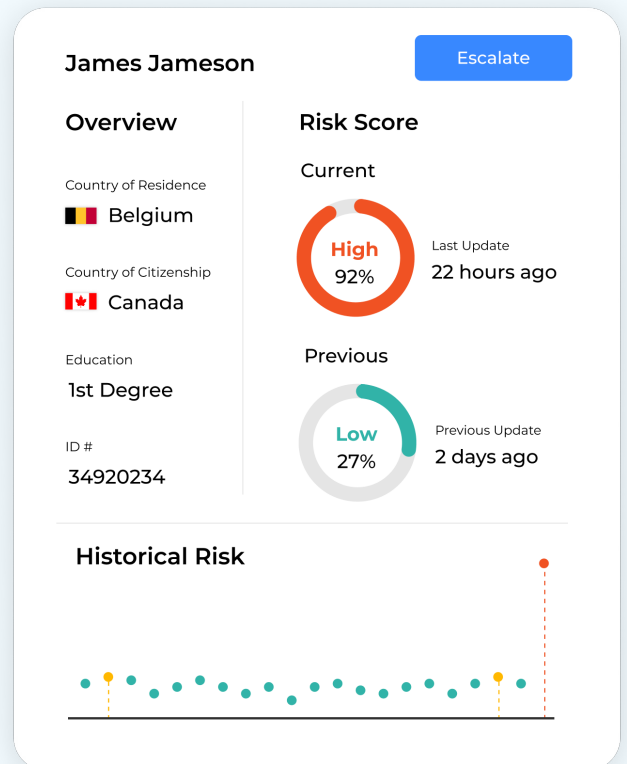 James Jameson
Escalate
Overview
Country of Residence
Belgium
Country of Citizenship
Canada
Education
1st Degree
ID #
34920234
Risk Score
Current
High
92%
Last Update
22 hours ago
Previous
Low
27%
Previous Update
2 days ago
Historical Risk